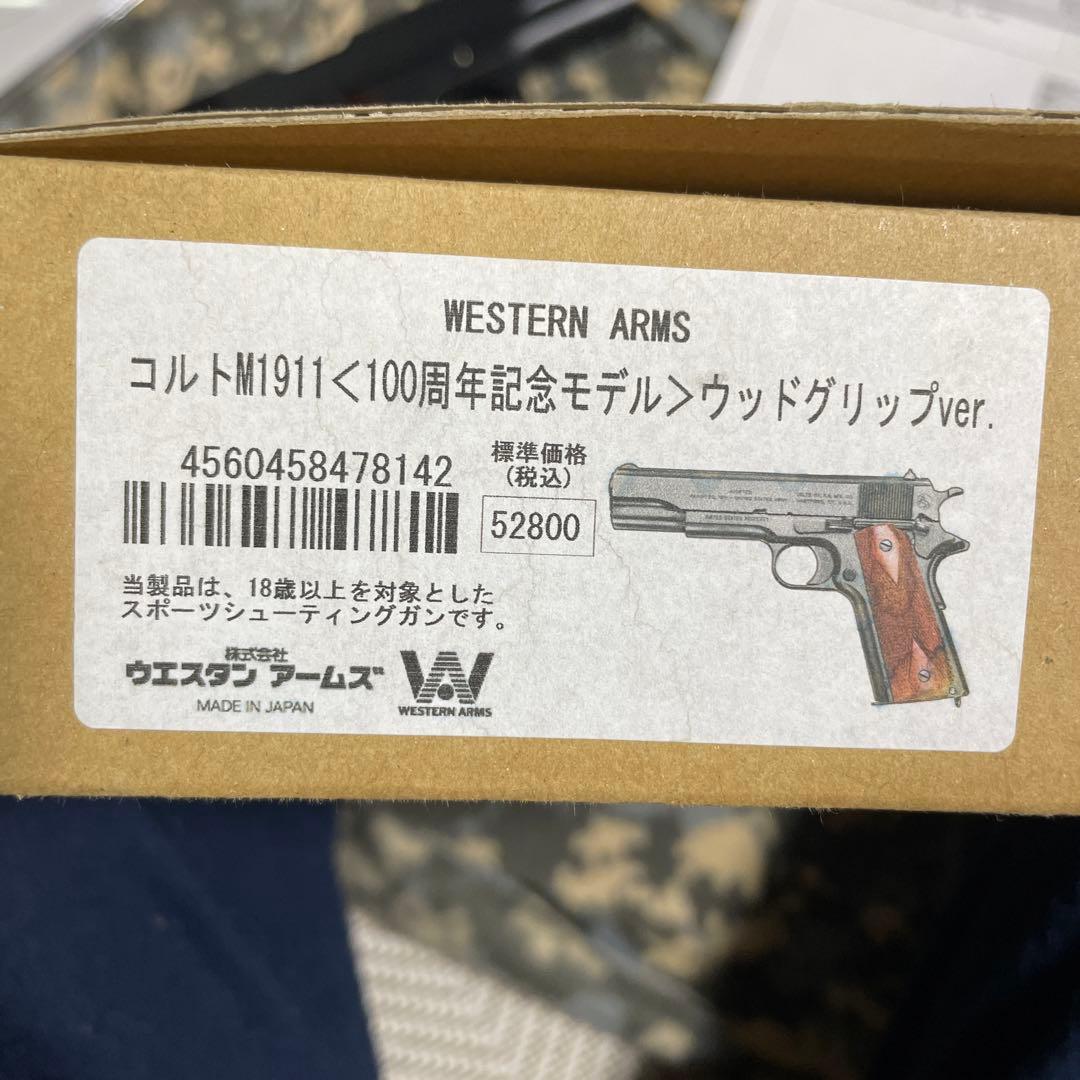 WESTERN ARMS
コルトM1911＜100周年記念モデル＞ウッドグリップver.
4560458478142
標準価格
(税込)
52800
当製品は、18歳以上を対象とした
スポーツシューティングガンです。
株式会社
ウエスタン アームズ
MADE IN JAPAN
WESTERN ARMS